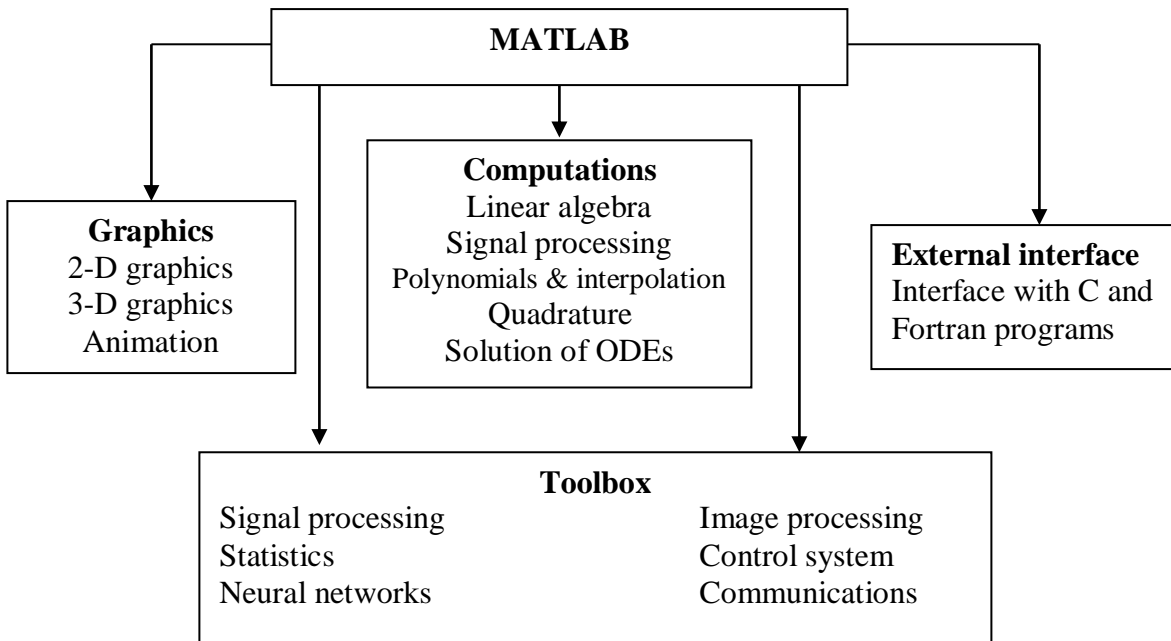 MATLAB
Graphics
2-D graphics
3-D graphics
Animation
Computations
Linear algebra
Signal processing
Polynomials & interpolation
Quadrature
Solution of ODEs
External interface
Interface with C and
Fortran programs
Toolbox
Signal processing Image processing
Statistics Control system
Neural networks Communications